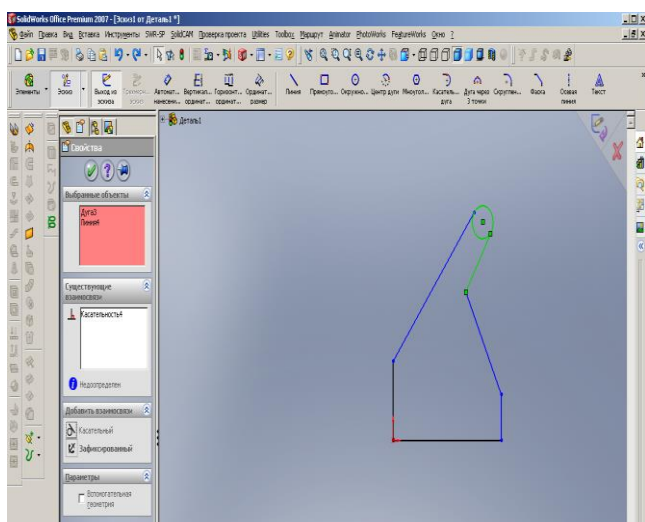 SolidWorks Office Premium 2007 - [Эскиз1 от Деталь1 *]
Файл Правка Вид Вставка Инструменты SWR-SP SolidCAM Проверка проекта Utilities Toolbox Маршрут Animator PhotoWorks FeatureWorks Окно ?
Элементы Эскиз Выход из эскиза Автомат... нанесени... Вертикал... ординат... Горизонт... ординат... Ординат... размер Линия Прямоуго... Окружно... Центр дуги Многоугол... Касатель... дуга Дуга через 3 точки Скруглен... Фаска Осевая линия Текст
Деталь1
Свойства
Выбранные объекты
Дуга3
Линия4
Существующие
взаимосвязи
Касательность4
Недоопределен
Добавить взаимосвязи
Касательный
Зафиксированный
Параметры
Вспомогательная
геометрия